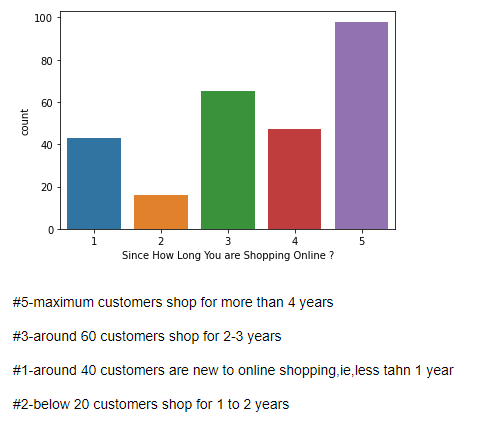 100
80
60
40
20
0
count
1 2 3 4 5
Since How Long You are Shopping Online ?
#5-maximum customers shop for more than 4 years
#3-around 60 customers shop for 2-3 years
#1-around 40 customers are new to online shopping,ie,less tahn 1 year
#2-below 20 customers shop for 1 to 2 years